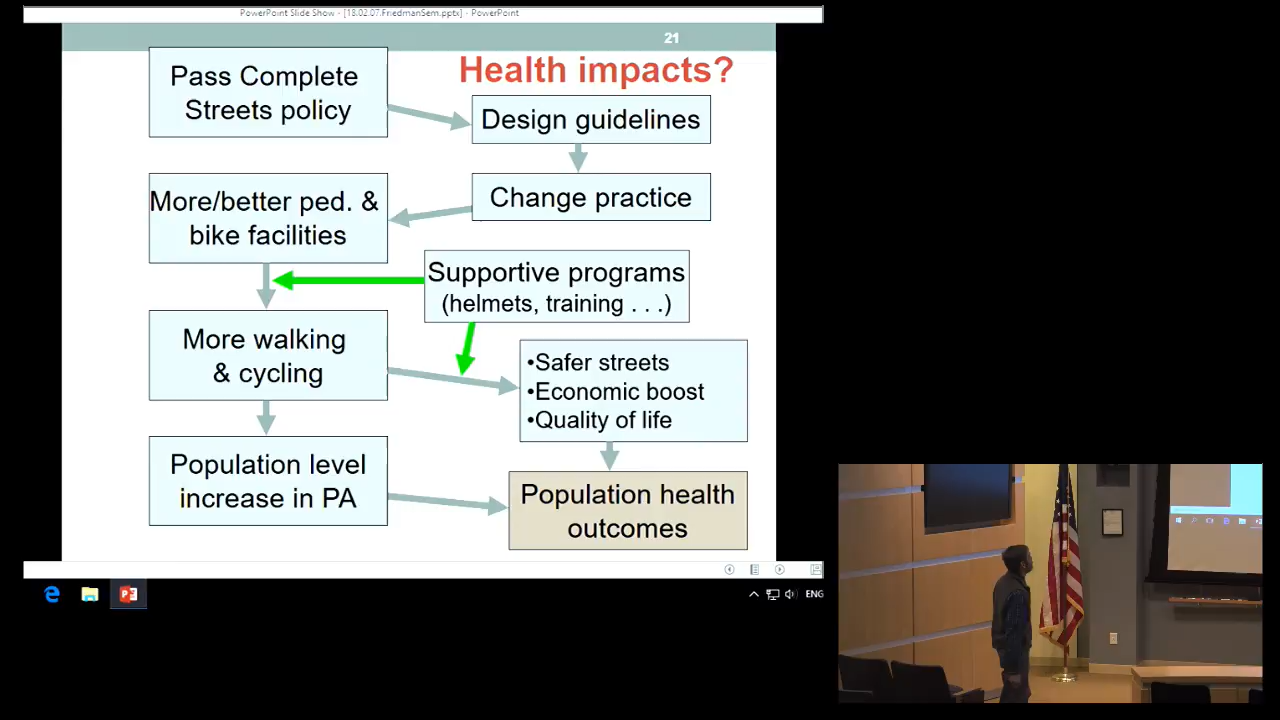 PowerPoint Slide Show - [18.02.07.FriedmanSem.pptx] - PowerPoint
21
Health impacts?
Pass Complete
Streets policy
Design guidelines
Change practice
More/better ped. &
bike facilities
Supportive programs
(helmets, training . . .)
More walking
& cycling
•Safer streets
•Economic boost
•Quality of life
Population level
increase in PA
Population health
outcomes
ENG